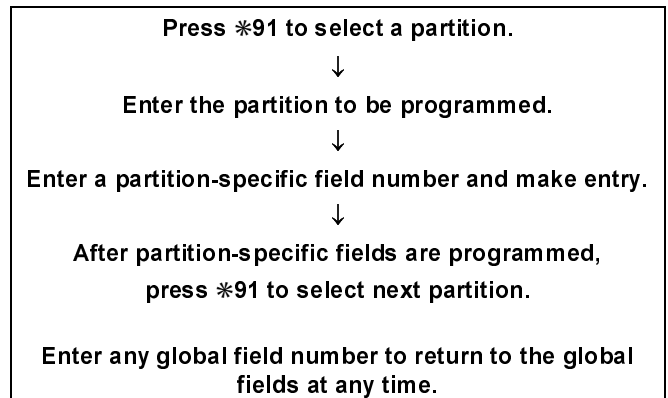 Press ✳91 to select a partition.
↓
Enter the partition to be programmed.
↓
Enter a partition-specific field number and make entry.
↓
After partition-specific fields are programmed,
press ✳91 to select next partition.
Enter any global field number to return to the global
fields at any time.